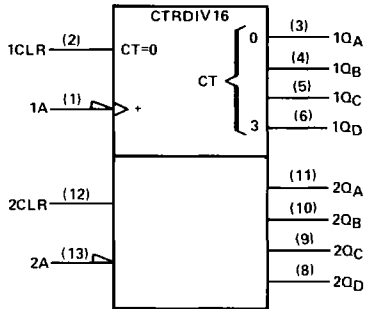 CTRDIV16
1CLR (2) CT=0 0 (3) 1QA
(4) 1QB
1A (1) + CT (5) 1QC
3 (6) 1QD
(11) 2QA
2CLR (12) (10) 2QB
(9) 2QC
2A (13) (8) 2QD